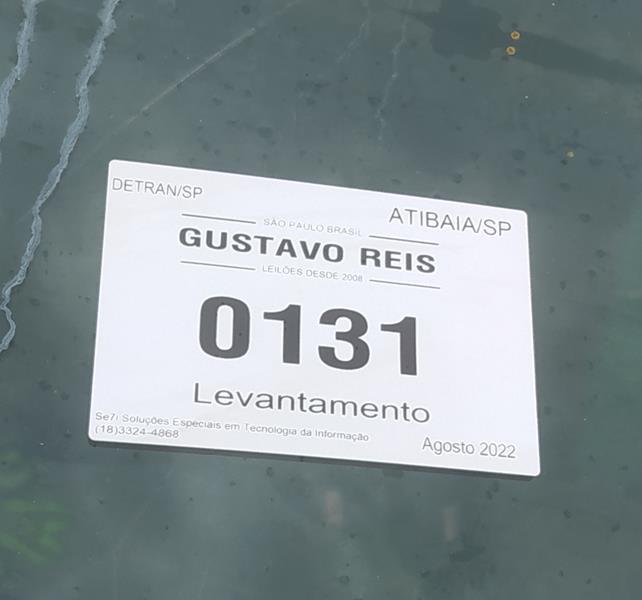 DETRAN/SP
ATIBAIA/SP
SÃO PAULO BRASIL
GUSTAVO REIS
LEILÕES DESDE 2008
0131
Levantamento
Se7i Soluções Especiais em Tecnologia da Informação
(18)3324-4868
Agosto 2022